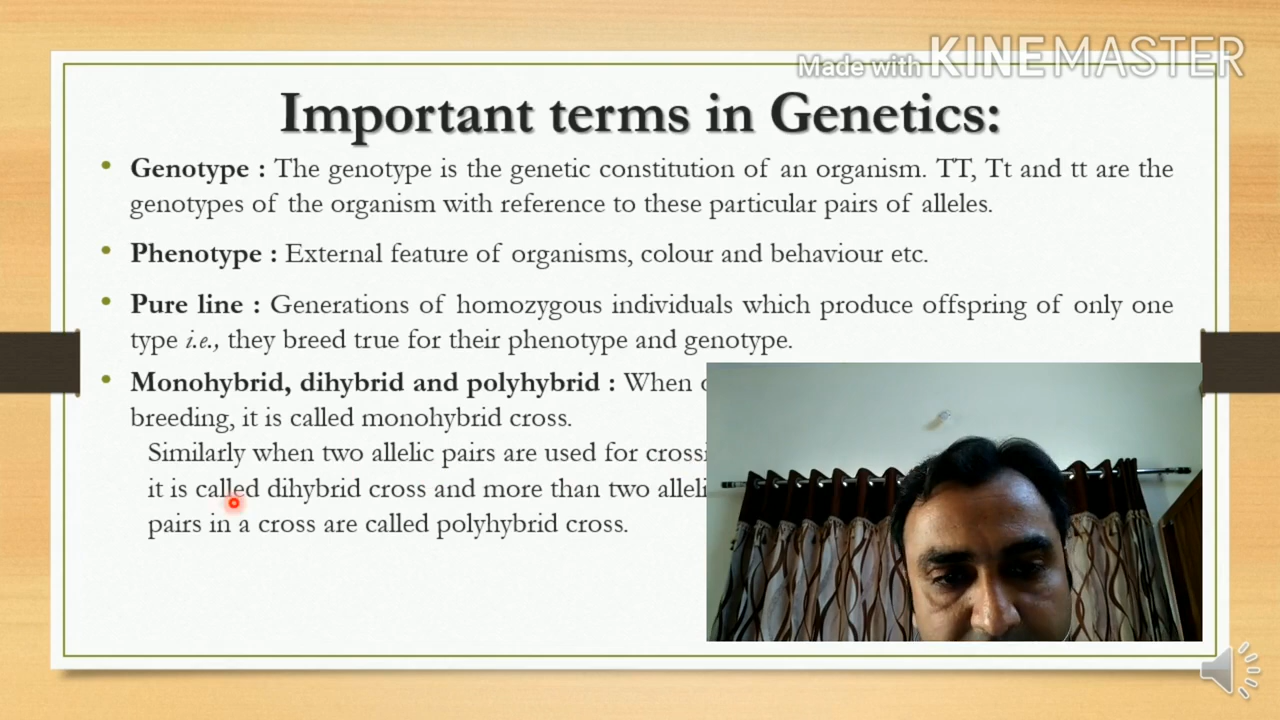 Made with KINEMASTER
Important terms in Genetics:
• Genotype : The genotype is the genetic constitution of an organism. TT, Tt and tt are the
genotypes of the organism with reference to these particular pairs of alleles.
• Phenotype : External feature of organisms, colour and behaviour etc.
• Pure line : Generations of homozygous individuals which produce offspring of only one
type i.e., they breed true for their phenotype and genotype.
• Monohybrid, dihybrid and polyhybrid : When
breeding, it is called monohybrid cross.
Similarly when two allelic pairs are used for
it is called dihybrid cross and more than two
pairs in a cross are called polyhybrid cross.